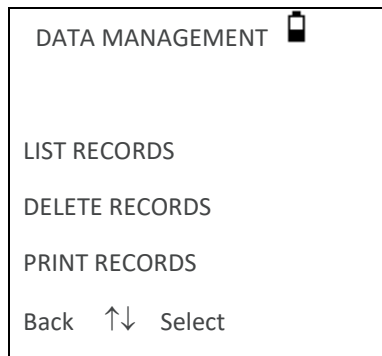 DATA MANAGEMENT
LIST RECORDS
DELETE RECORDS
PRINT RECORDS
Back ↑↓ Select